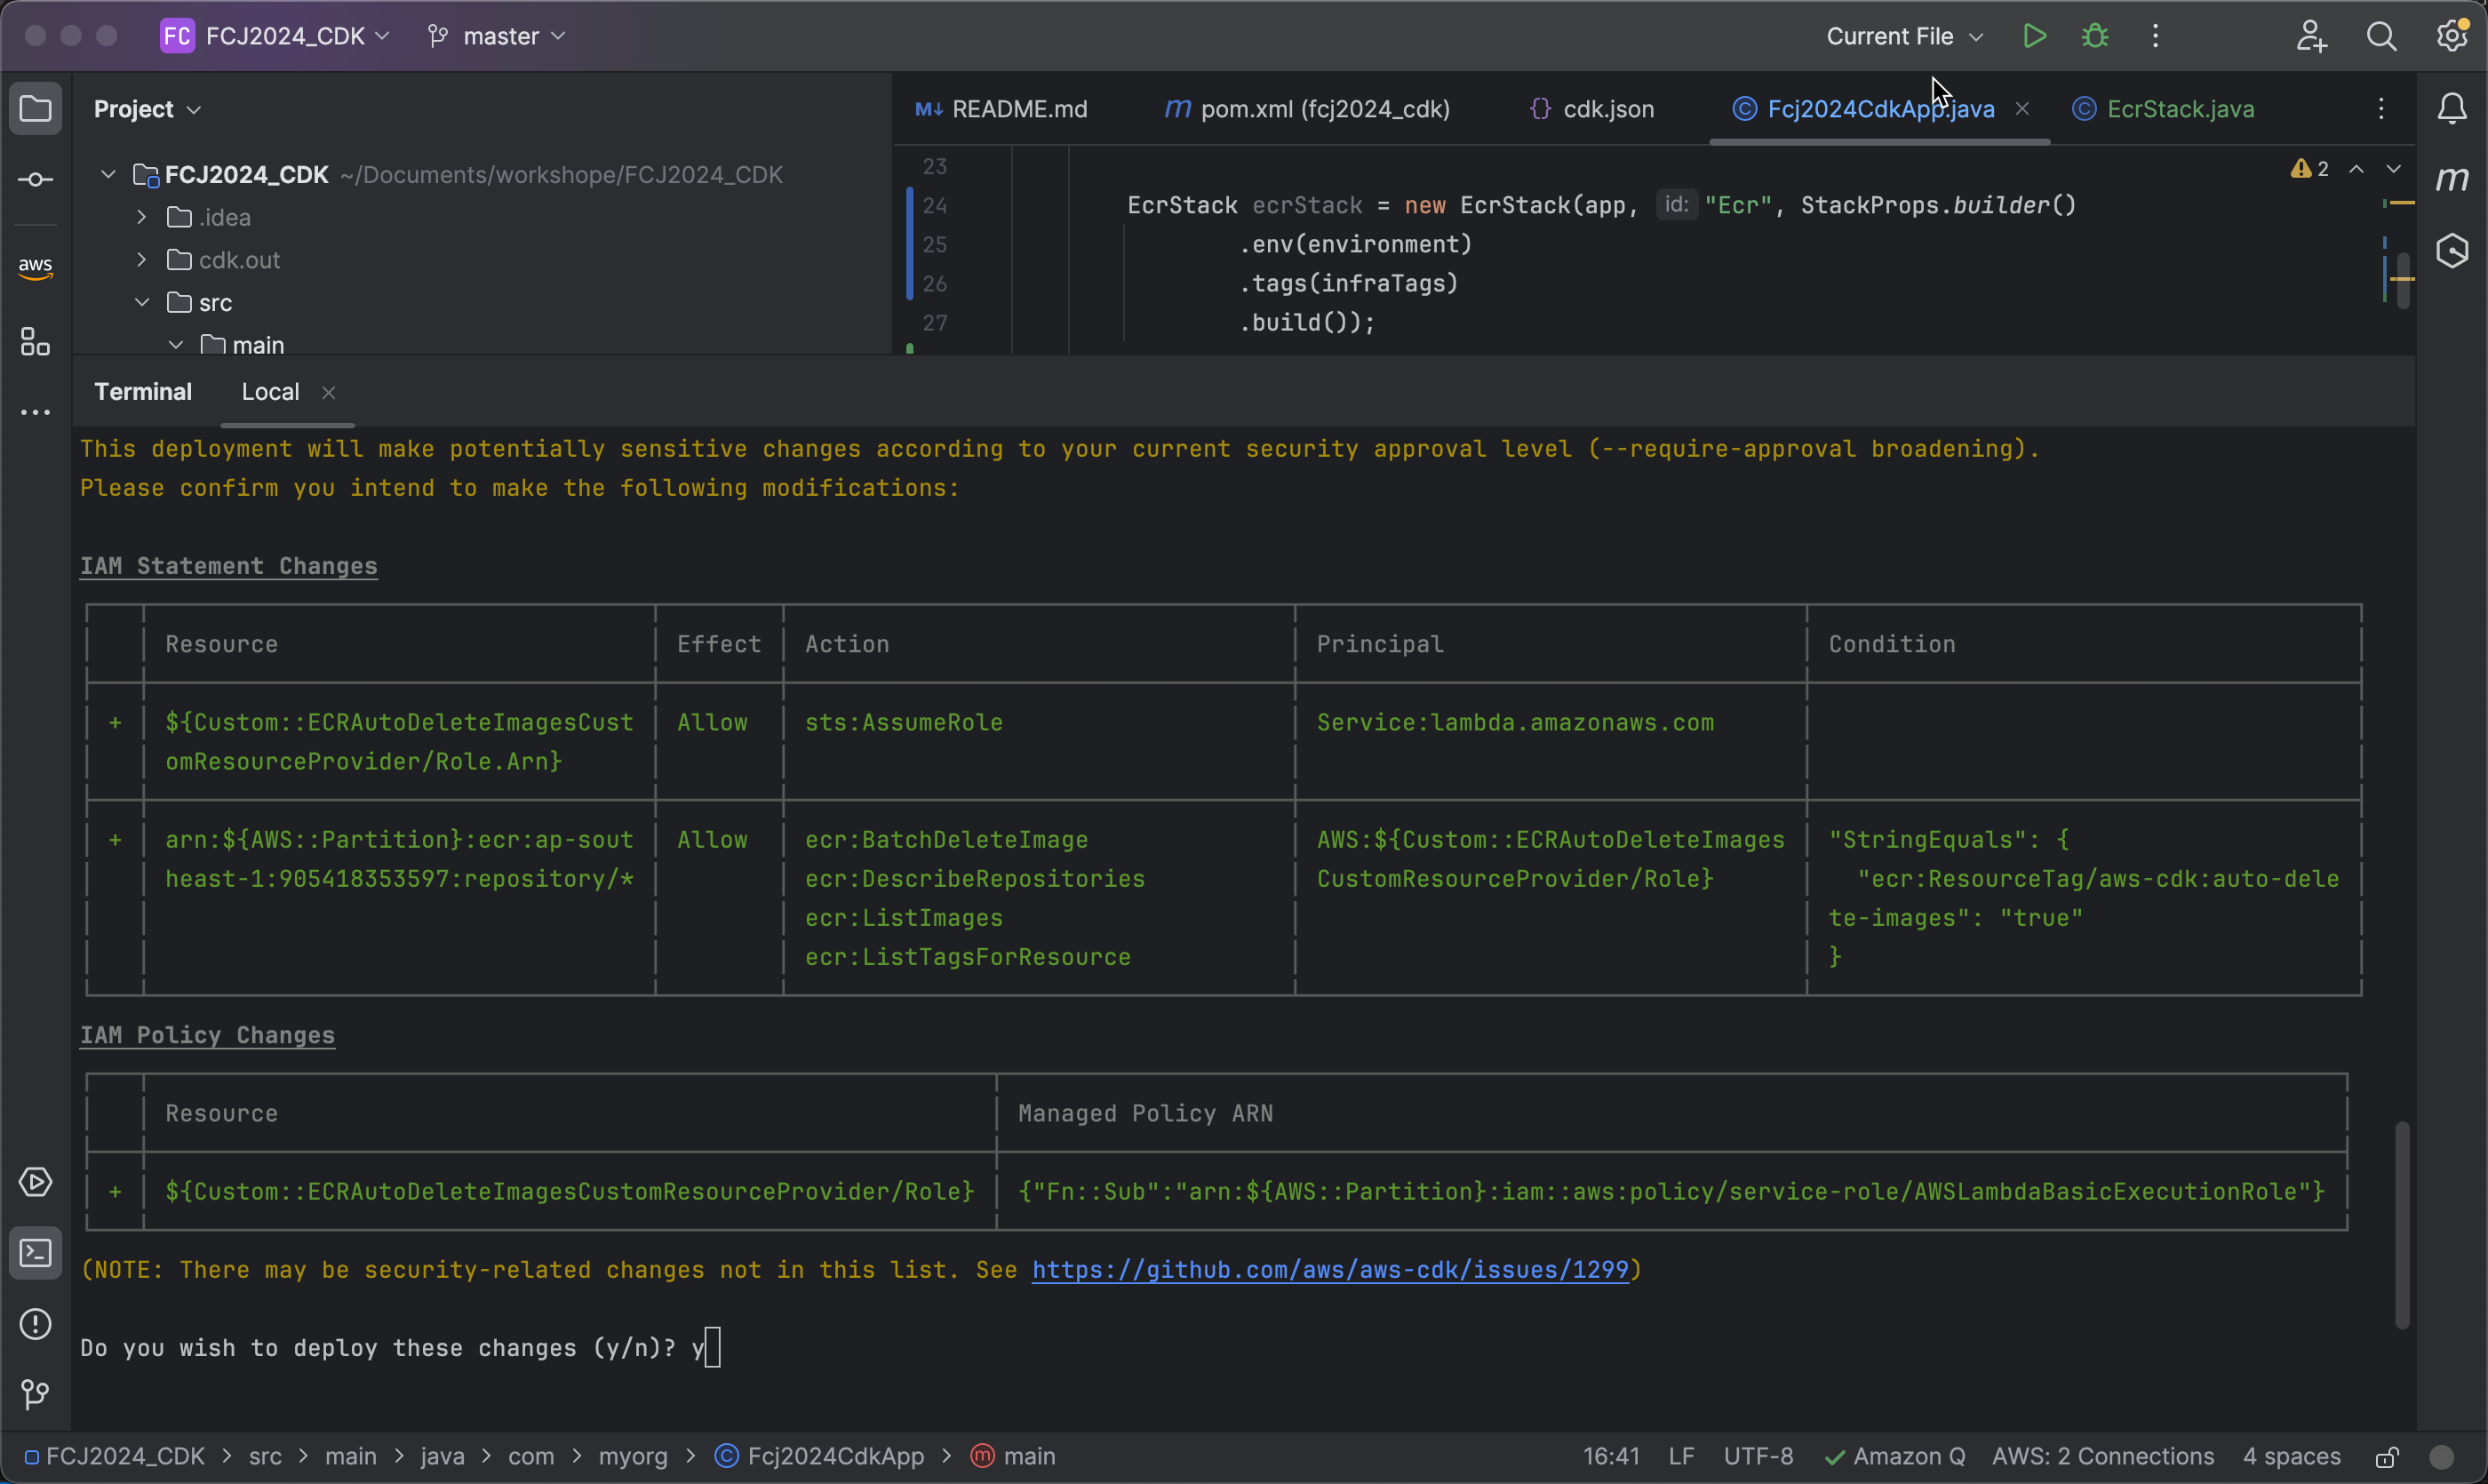 FC FCJ2024_CDK master Current File
Project
M↓ README.md m pom.xml (fcj2024_cdk) {} cdk.json © Fcj2024CdkApp.java © EcrStack.java
FCJ2024_CDK ~/Documents/workshope/FCJ2024_CDK
.idea
cdk.out
src
main
aws
m
2
23
24 EcrStack ecrStack = new EcrStack(app, id: "Ecr", StackProps.builder()
25 .env(environment)
26 .tags(infraTags)
27 .build());
Terminal Local
This deployment will make potentially sensitive changes according to your current security approval level (--require-approval broadening).
Please confirm you intend to make the following modifications:
IAM Statement Changes
Resource Effect Action Principal Condition
+ ${Custom::ECRAutoDeleteImagesCust Allow sts:AssumeRole Service:lambda.amazonaws.com
omResourceProvider/Role.Arn}
+ arn:${AWS::Partition}:ecr:ap-sout Allow ecr:BatchDeleteImage AWS:${Custom::ECRAutoDeleteImages "StringEquals": {
heast-1:905418353597:repository/* ecr:DescribeRepositories CustomResourceProvider/Role} "ecr:ResourceTag/aws-cdk:auto-dele
ecr:ListImages te-images": "true"
ecr:ListTagsForResource }
IAM Policy Changes
Resource Managed Policy ARN
+ ${Custom::ECRAutoDeleteImagesCustomResourceProvider/Role} {"Fn::Sub":"arn:${AWS::Partition}:iam::aws:policy/service-role/AWSLambdaBasicExecutionRole"}
(NOTE: There may be security-related changes not in this list. See https://github.com/aws/aws-cdk/issues/1299)
Do you wish to deploy these changes (y/n)? y
FCJ2024_CDK > src > main > java > com > myorg > © Fcj2024CdkApp > m main 16:41 LF UTF-8 Amazon Q AWS: 2 Connections 4 spaces